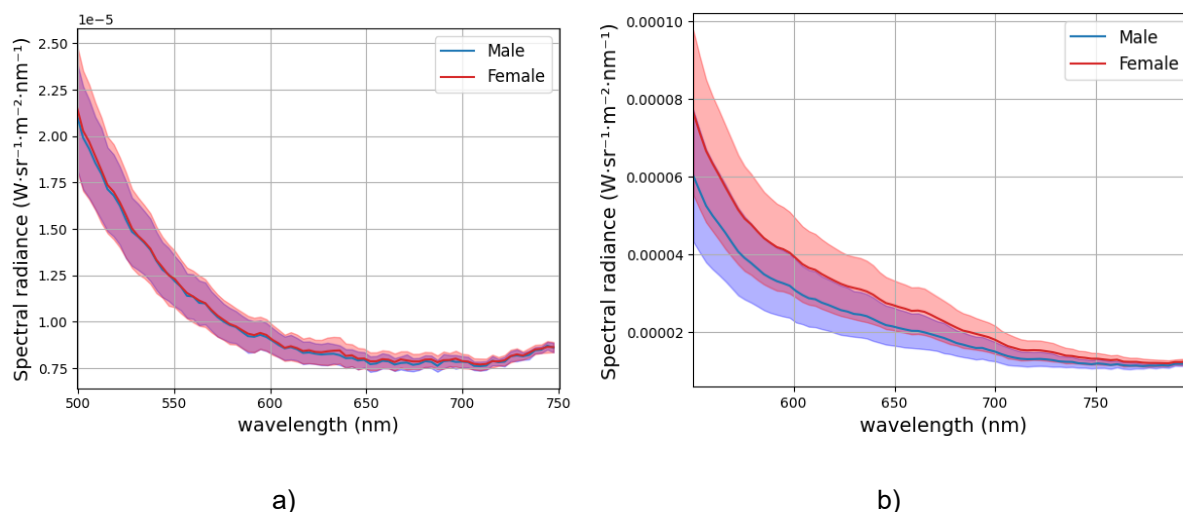 1e−5
Spectral radiance (W·sr⁻¹·m⁻²·nm⁻¹)
2.50
2.25
2.00
1.75
1.50
1.25
1.00
0.75
500
550
600
650
700
750
wavelength (nm)
Male
Female
a)
Spectral radiance (W·sr⁻¹·m⁻²·nm⁻¹)
0.00010
0.00008
0.00006
0.00004
0.00002
600
650
700
750
wavelength (nm)
Male
Female
b)